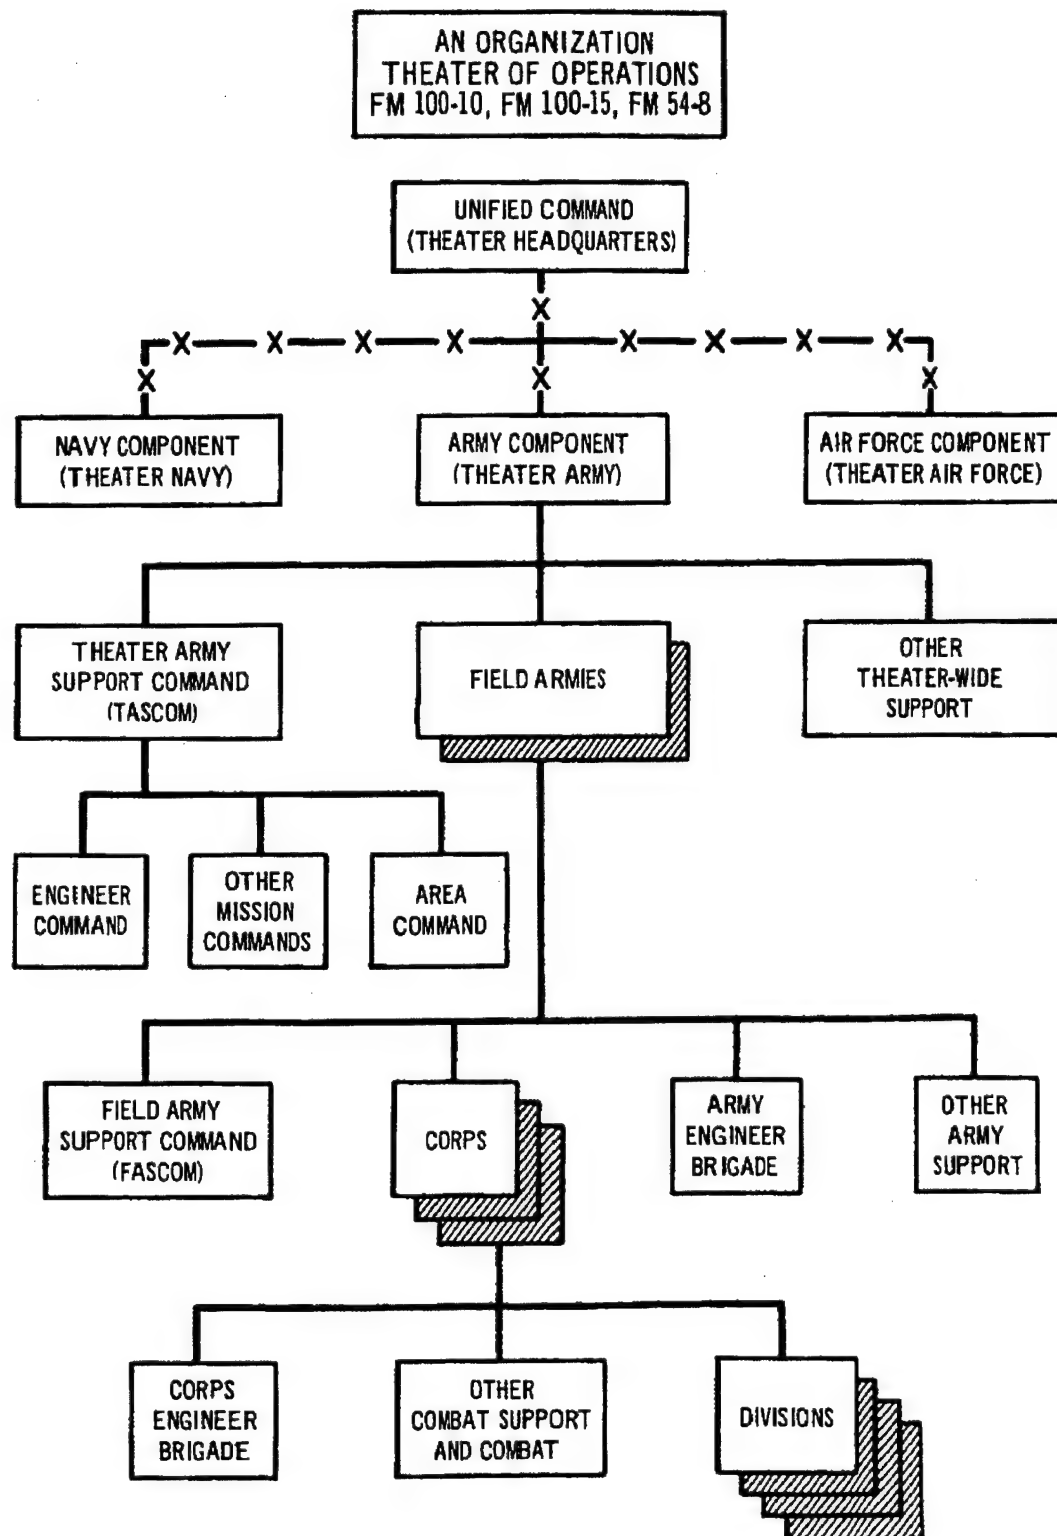 AN ORGANIZATION
THEATER OF OPERATIONS
FM 100-10, FM 100-15, FM 54-8
UNIFIED COMMAND
(THEATER HEADQUARTERS)
X
X X X X X X X X
X X X
NAVY COMPONENT
(THEATER NAVY)
ARMY COMPONENT
(THEATER ARMY)
AIR FORCE COMPONENT
(THEATER AIR FORCE)
THEATER ARMY
SUPPORT COMMAND
(TASCOM)
FIELD ARMIES
OTHER
THEATER-WIDE
SUPPORT
ENGINEER
COMMAND
OTHER
MISSION
COMMANDS
AREA
COMMAND
FIELD ARMY
SUPPORT COMMAND
(FASCOM)
CORPS
ARMY
ENGINEER
BRIGADE
OTHER
ARMY
SUPPORT
CORPS
ENGINEER
BRIGADE
OTHER
COMBAT SUPPORT
AND COMBAT
DIVISIONS